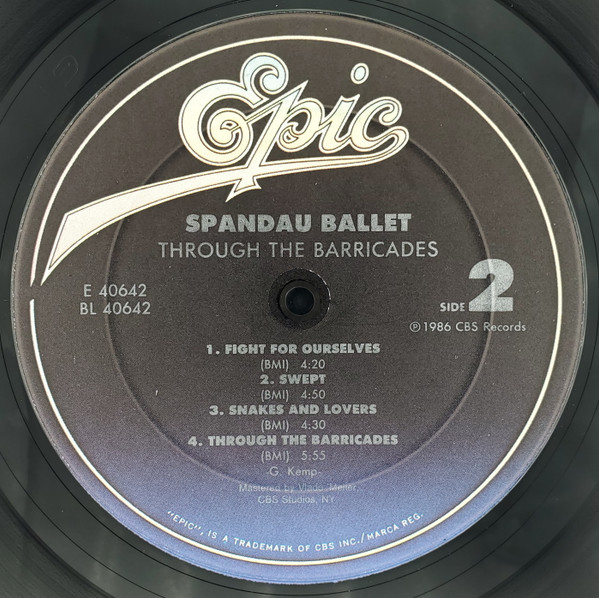 Epic
SPANDAU BALLET
THROUGH THE BARRICADES
E 40642
BL 40642
SIDE 2
℗ 1986 CBS Records
1. FIGHT FOR OURSELVES
(BMI) 4:20
2. SWEPT
(BMI) 4:50
3. SNAKES AND LOVERS
(BMI) 4:30
4. THROUGH THE BARRICADES
(BMI) 5:55
-G. Kemp-
Mastered by Vlado Meller,
CBS Studios, NY
"EPIC", IS A TRADEMARK OF CBS INC./MARCA REG.